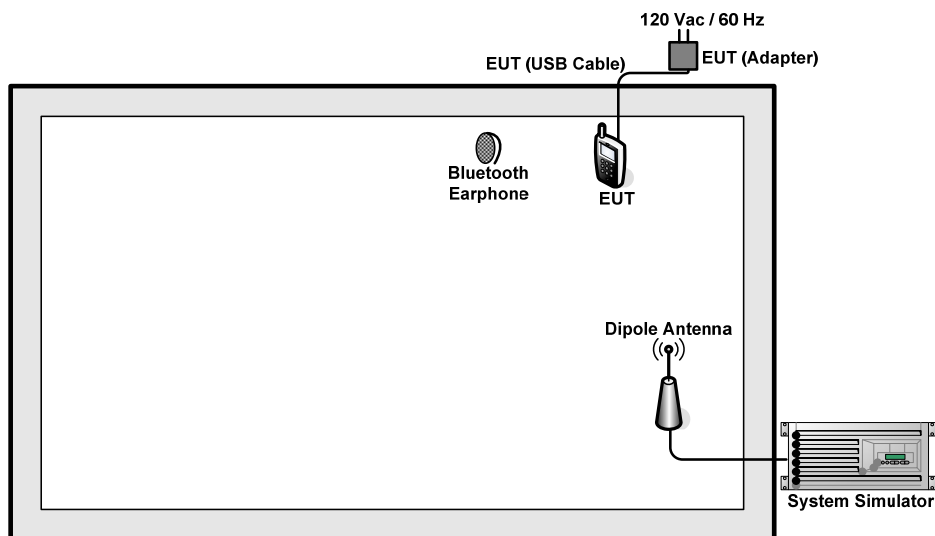 120 Vac / 60 Hz
EUT (USB Cable)
EUT (Adapter)
Bluetooth
Earphone
EUT
Dipole Antenna
System Simulator